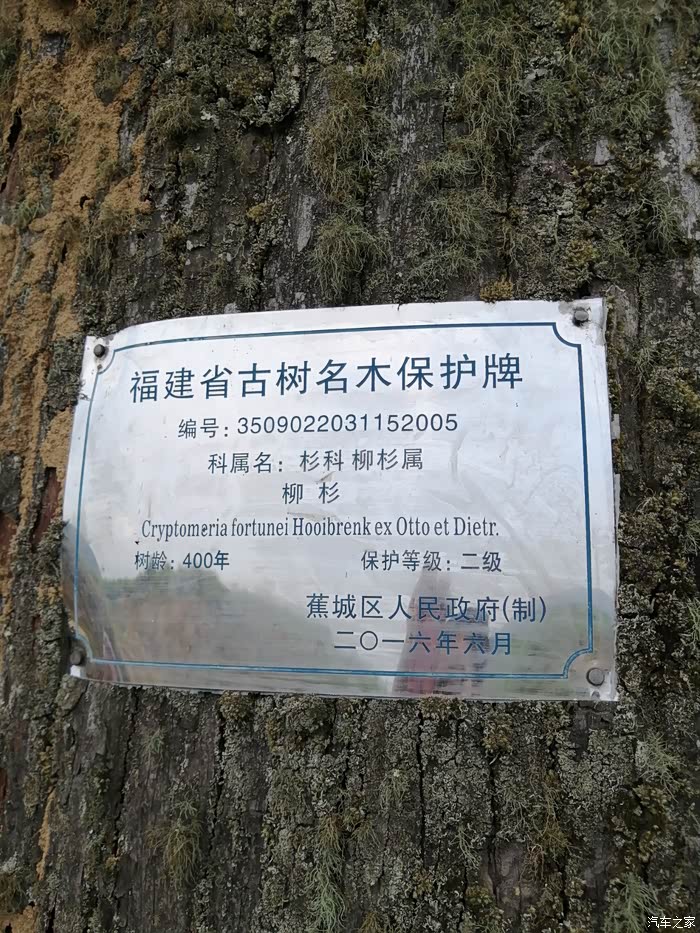 福建省古树名木保护牌
编号: 3509022031152005
科属名: 杉科 柳杉属
柳 杉
Cryptomeria fortunei Hooibrenk ex Otto et Dietr.
树龄: 400年 保护等级: 二级
蕉城区人民政府(制)
二〇一六年六月
汽车之家